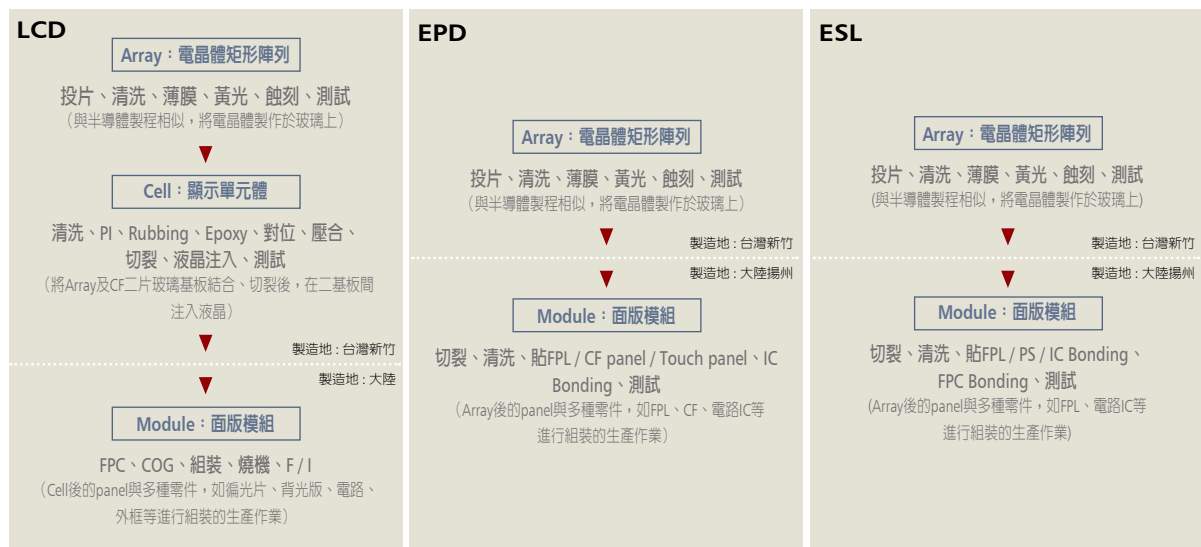 LCD
Array：電晶體矩形陣列
投片、清洗、薄膜、黃光、蝕刻、測試
（與半導體製程相似，將電晶體製作於玻璃上）
Cell：顯示單元體
清洗、PI、Rubbing、Epoxy、對位、壓合、
切裂、液晶注入、測試
（將Array及CF二片玻璃基板結合、切裂後，在二基板間
注入液晶）
製造地 : 台灣新竹
製造地 : 大陸
Module：面版模組
FPC、COG、組裝、燒機、F / I
（Cell後的panel與多種零件，如偏光片、背光版、電路、
外框等進行組裝的生產作業）
EPD
Array：電晶體矩形陣列
投片、清洗、薄膜、黃光、蝕刻、測試
（與半導體製程相似，將電晶體製作於玻璃上）
製造地 : 台灣新竹
製造地 : 大陸揚州
Module：面版模組
切裂、清洗、貼FPL / CF panel / Touch panel、IC
Bonding、測試
（Array後的panel與多種零件，如FPL、CF、電路IC等
進行組裝的生產作業）
ESL
Array：電晶體矩形陣列
投片、清洗、薄膜、黃光、蝕刻、測試
(與半導體製程相似，將電晶體製作於玻璃上)
製造地 : 台灣新竹
製造地 : 大陸揚州
Module：面版模組
切裂、清洗、貼FPL / PS / IC Bonding、
FPC Bonding、測試
(Array後的panel與多種零件，如FPL、電路IC等
進行組裝的生產作業)